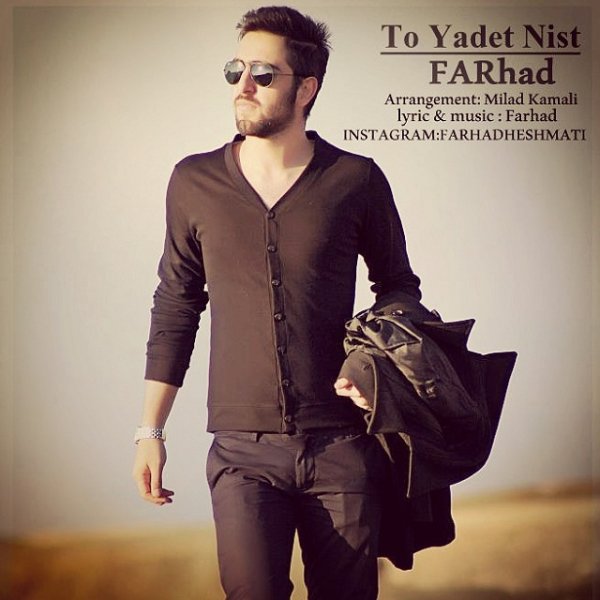 To Yadet Nist
FARhad
Arrangement: Milad Kamali
lyric & music : Farhad
INSTAGRAM:FARHADHESHMATI